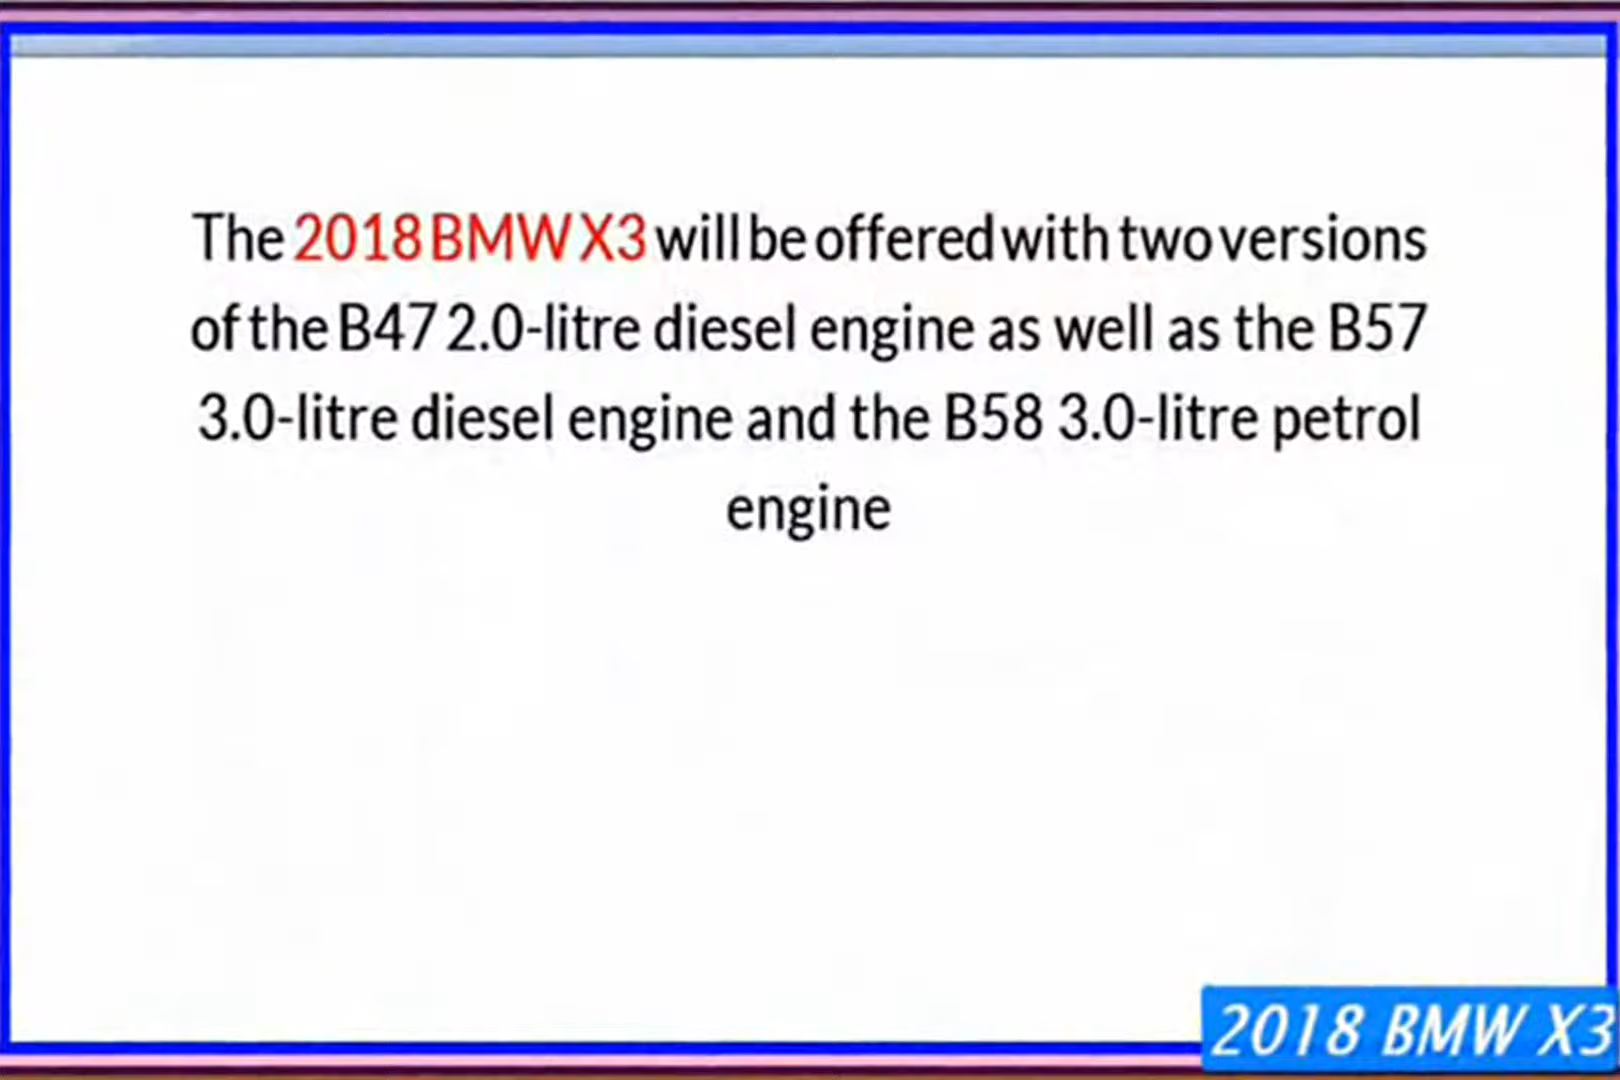 The 2018 BMW X3 will be offered with two versions
of the B47 2.0-litre diesel engine as well as the B57
3.0-litre diesel engine and the B58 3.0-litre petrol
engine
2018 BMW X3